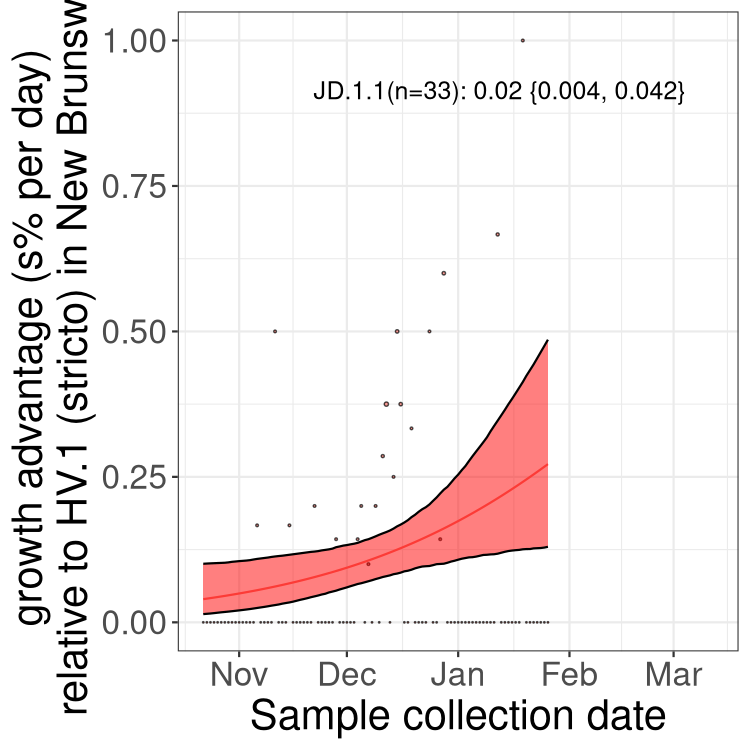 growth advantage (s% per day)
relative to HV.1 (stricto) in New Brunsw
1.00
0.75
0.50
0.25
0.00
JD.1.1(n=33): 0.02 {0.004, 0.042}
Nov Dec Jan Feb Mar
Sample collection date